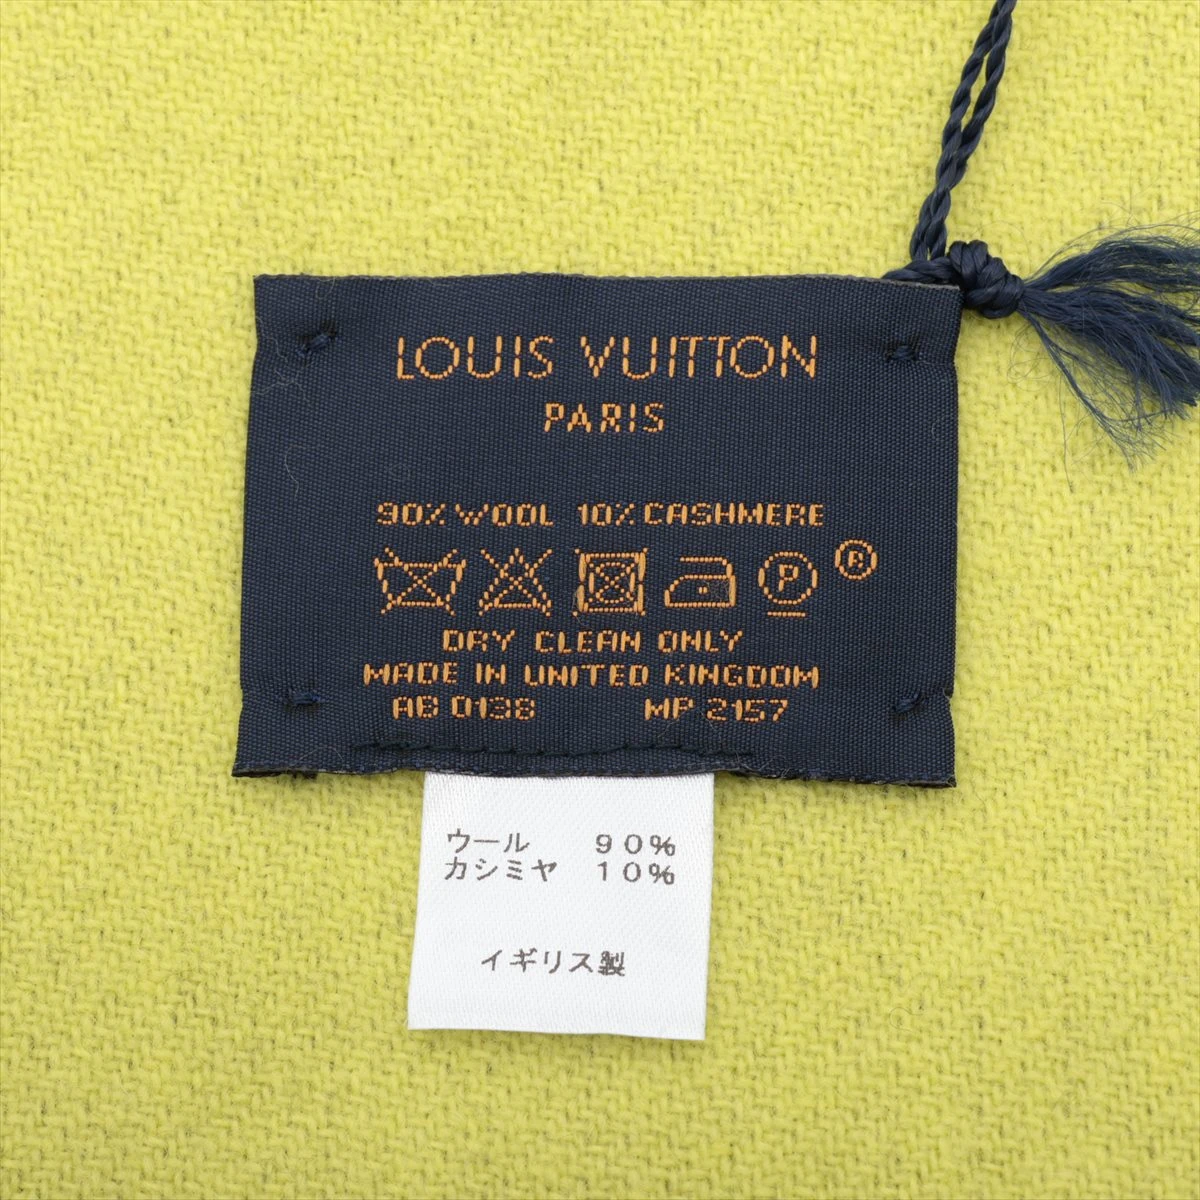 LOUIS VUITTON
PARIS
90% WOOL 10% CASHMERE
P ®
DRY CLEAN ONLY
MADE IN UNITED KINGDOM
AB 0138 MP 2157
ウール 90%
カシミヤ 10%
イギリス製